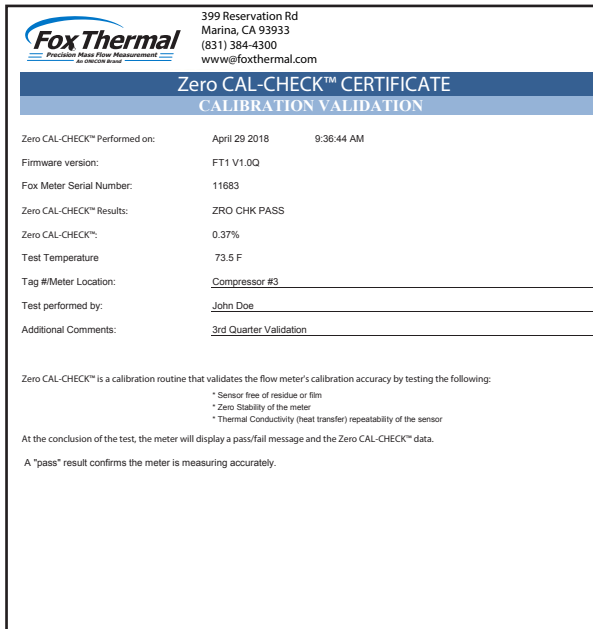 Fox Thermal
Precision Mass Flow Measurement
An ONICON Brand
399 Reservation Rd
Marina, CA 93933
(831) 384-4300
www@foxthermal.com
Zero CAL-CHECK™ CERTIFICATE
CALIBRATION VALIDATION
Zero CAL-CHECK™ Performed on: April 29 2018 9:36:44 AM
Firmware version: FT1 V1.0Q
Fox Meter Serial Number: 11683
Zero CAL-CHECK™ Results: ZRO CHK PASS
Zero CAL-CHECK™: 0.37%
Test Temperature 73.5 F
Tag #/Meter Location: Compressor #3
Test performed by: John Doe
Additional Comments: 3rd Quarter Validation
Zero CAL-CHECK™ is a calibration routine that validates the flow meter's calibration accuracy by testing the following:
* Sensor free of residue or film
* Zero Stability of the meter
* Thermal Conductivity (heat transfer) repeatability of the sensor
At the conclusion of the test, the meter will display a pass/fail message and the Zero CAL-CHECK™ data.
A "pass" result confirms the meter is measuring accurately.